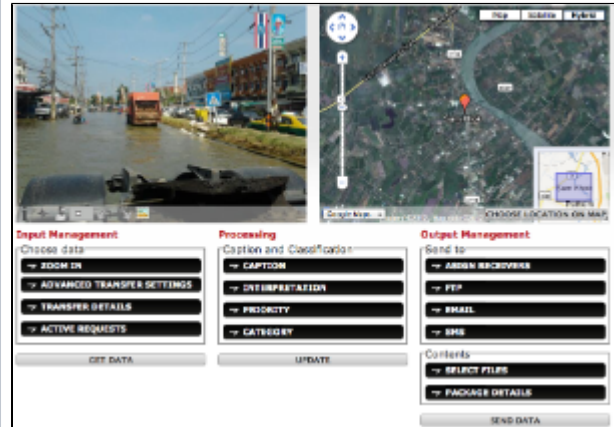 Map Satellite Hybrid
Google Maps
CHOOSE LOCATION ON MAP
Input Management Processing Output Management
Choose data Caption and Classification Send to
ZOOM IN CAPTION ASSIGN RECEIVERS
ADVANCED TRANSFER SETTINGS INTERPRETATION FTP
TRANSFER DETAILS PRIORITY EMAIL
ACTIVE REQUESTS CATEGORY SMS
GET DATA UPDATE Contents
SELECT FILES
PACKAGE DETAILS
SEND DATA